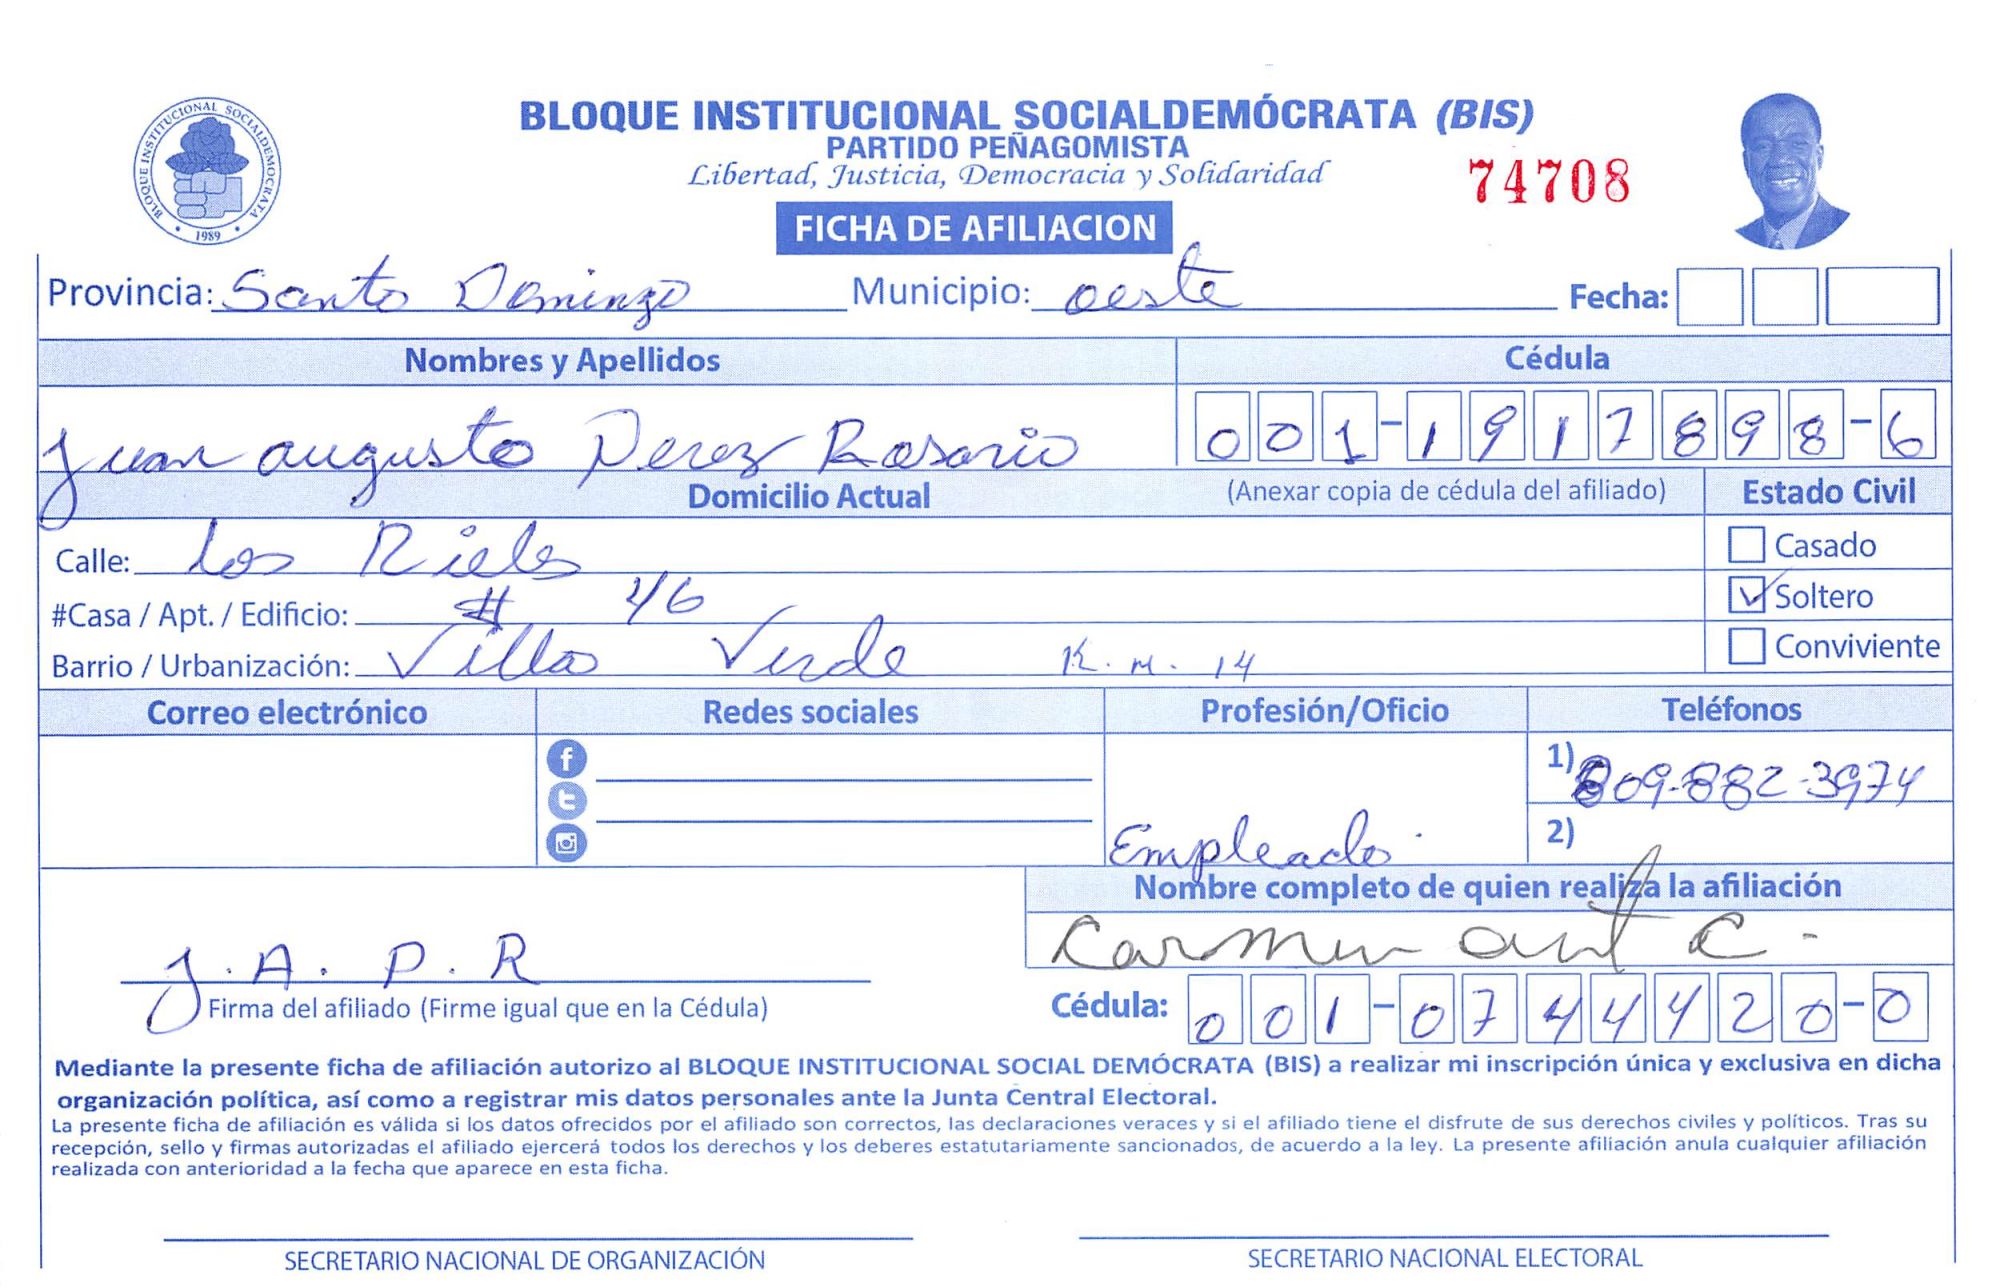 BLOQUE INSTITUCIONAL SOCIALDEMOCRATA
1989
BLOQUE INSTITUCIONAL SOCIALDEMÓCRATA (BIS)
PARTIDO PEÑAGOMISTA
Libertad, Justicia, Democracia y Solidaridad
74708
FICHA DE AFILIACION
Provincia: Santo Domingo Municipio: oeste Fecha:
Nombres y Apellidos Cédula
Juan augusto Perez Rosario 001-1917898-6
Domicilio Actual (Anexar copia de cédula del afiliado) Estado Civil
Calle: Los Rieles Casado
#Casa / Apt. / Edificio: # 46 Soltero
Barrio / Urbanización: Villa Verde K.M. 14 Conviviente
Correo electrónico Redes sociales Profesión/Oficio Teléfonos
1) 809-882-3974
Empleado. 2)
Nombre completo de quien realiza la afiliación
Carmen ant C.
J. A. P. R
Firma del afiliado (Firme igual que en la Cédula) Cédula: 001-0744420-0
Mediante la presente ficha de afiliación autorizo al BLOQUE INSTITUCIONAL SOCIAL DEMÓCRATA (BIS) a realizar mi inscripción única y exclusiva en dicha
organización política, así como a registrar mis datos personales ante la Junta Central Electoral.
La presente ficha de afiliación es válida si los datos ofrecidos por el afiliado son correctos, las declaraciones veraces y si el afiliado tiene el disfrute de sus derechos civiles y políticos. Tras su
recepción, sello y firmas autorizadas el afiliado ejercerá todos los derechos y los deberes estatutariamente sancionados, de acuerdo a la ley. La presente afiliación anula cualquier afiliación
realizada con anterioridad a la fecha que aparece en esta ficha.
SECRETARIO NACIONAL DE ORGANIZACIÓN SECRETARIO NACIONAL ELECTORAL